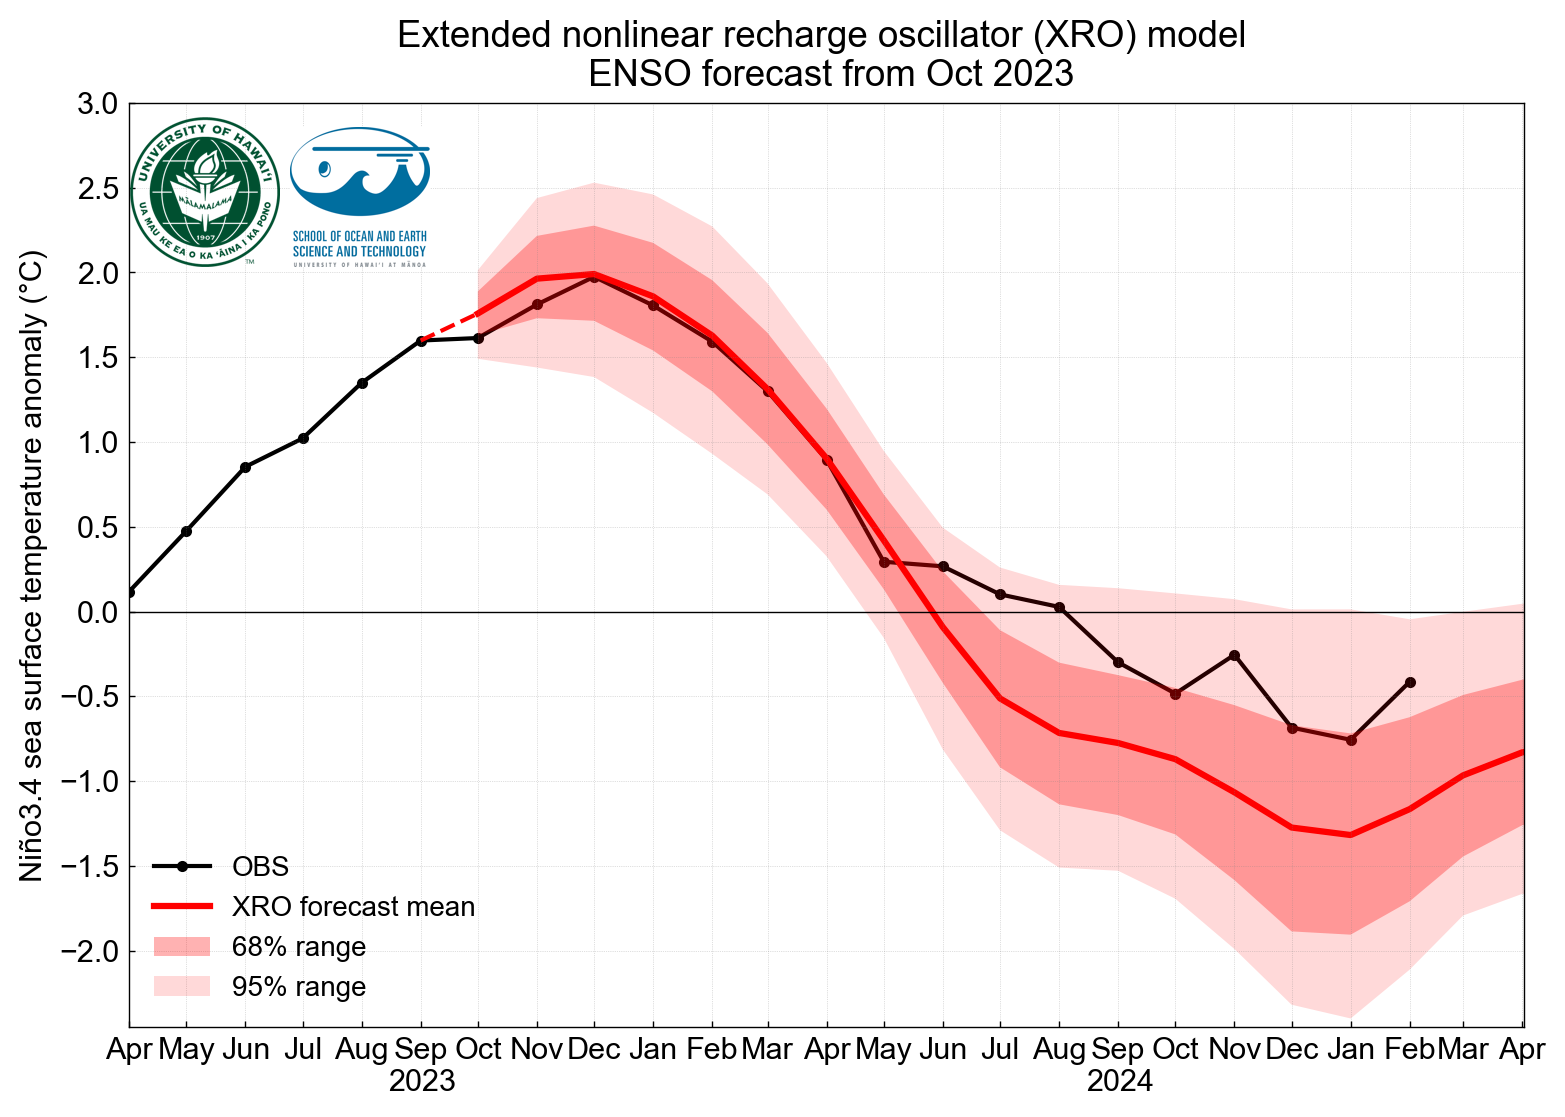 Extended nonlinear recharge oscillator (XRO) model
ENSO forecast from Oct 2023
UNIVERSITY OF HAWAI‘I
MĀLAMALAMA
1907
UA MAU KE EA O KA ‘ĀINA I KA PONO
TM
SCHOOL OF OCEAN AND EARTH
SCIENCE AND TECHNOLOGY
UNIVERSITY OF HAWAI‘I AT MĀNOA
Niño3.4 sea surface temperature anomaly (°C)
3.0
2.5
2.0
1.5
1.0
0.5
0.0
−0.5
−1.0
−1.5
−2.0
OBS
XRO forecast mean
68% range
95% range
Apr May Jun Jul Aug Sep Oct Nov Dec Jan Feb Mar Apr May Jun Jul Aug Sep Oct Nov Dec Jan Feb Mar Apr
2023 2024